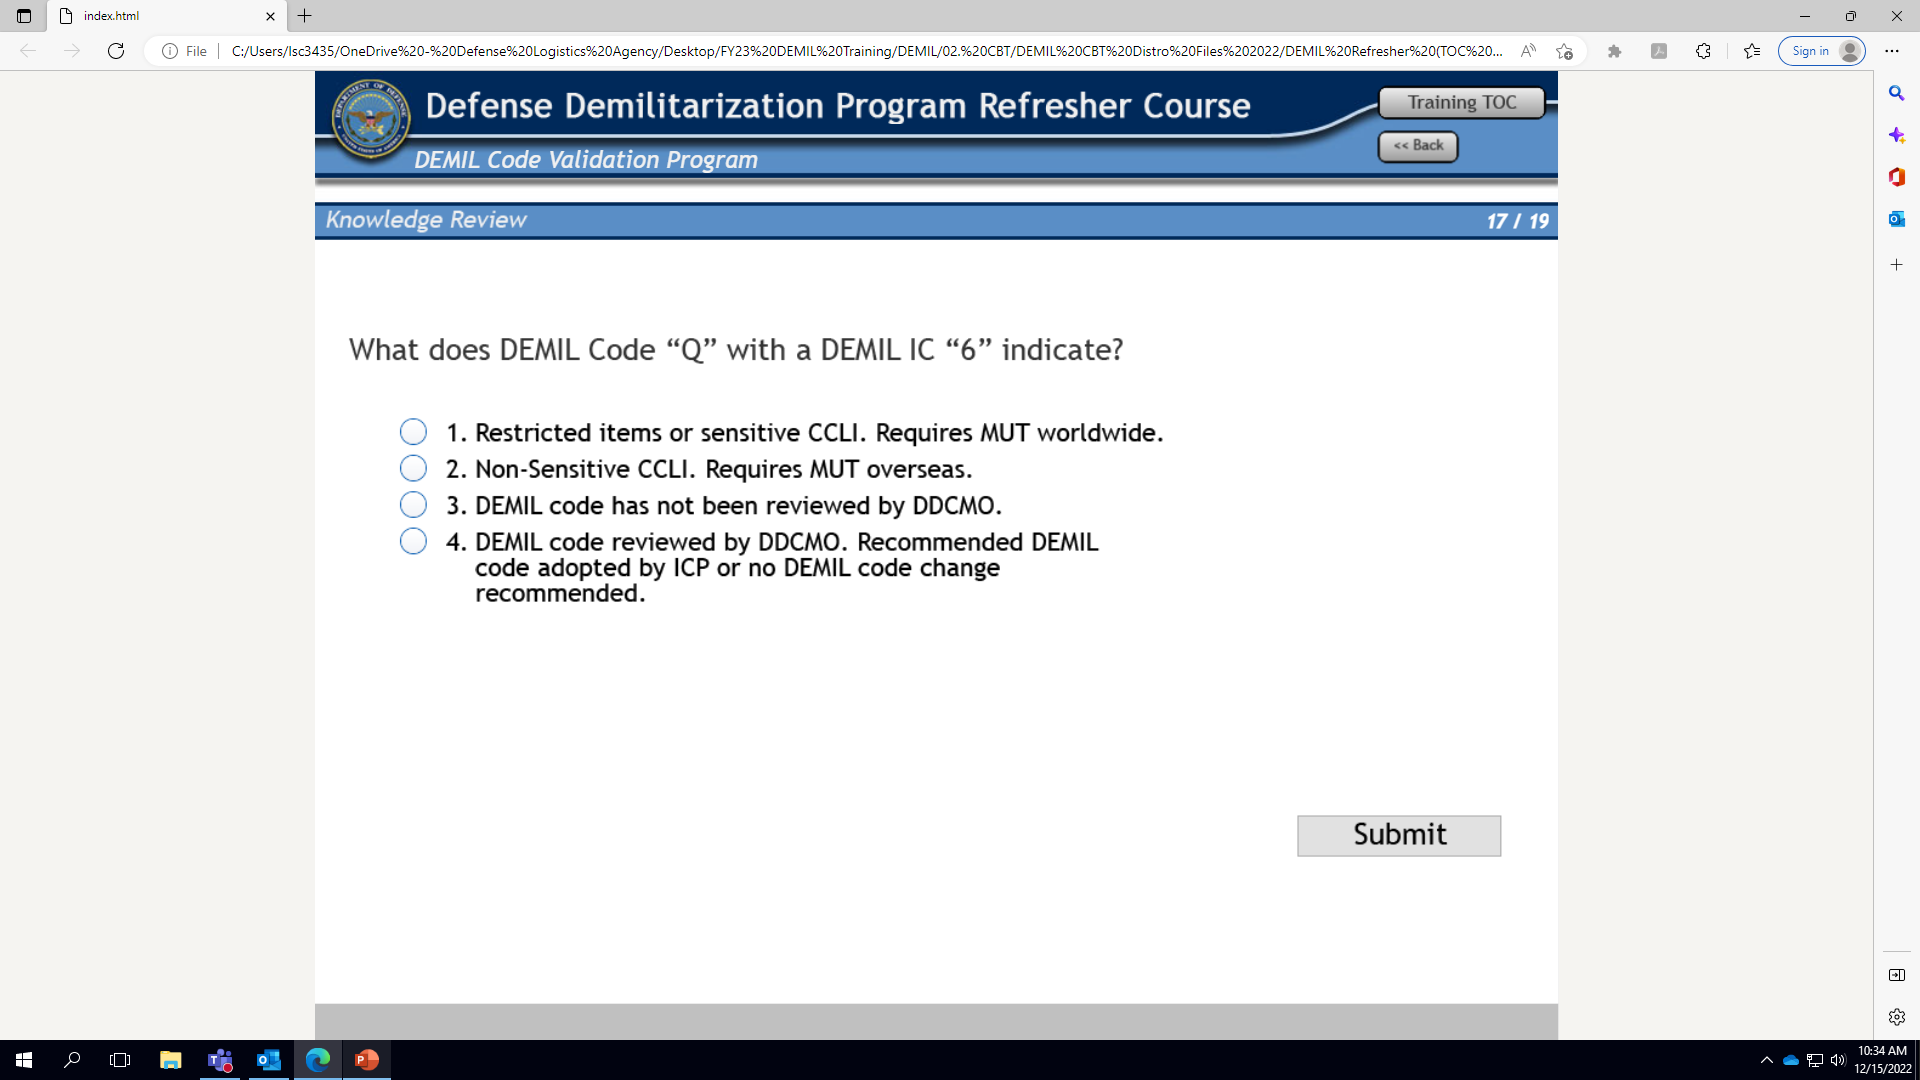 index.html
File
C:/Users/lsc3435/OneDrive%20-%20Defense%20Logistics%20Agency/Desktop/FY23%20DEMIL%20Training/DEMIL/02.%20CBT/DEMIL%20CBT%20Distro%20Files%202022/DEMIL%20Refresher%20(TOC%20...
Sign in
Defense Demilitarization Program Refresher Course
Training TOC
<< Back
DEMIL Code Validation Program
Knowledge Review
17 / 19
What does DEMIL Code “Q” with a DEMIL IC “6” indicate?
1. Restricted items or sensitive CCLI. Requires MUT worldwide.
2. Non-Sensitive CCLI. Requires MUT overseas.
3. DEMIL code has not been reviewed by DDCMO.
4. DEMIL code reviewed by DDCMO. Recommended DEMIL
code adopted by ICP or no DEMIL code change
recommended.
Submit
10:34 AM
12/15/2022